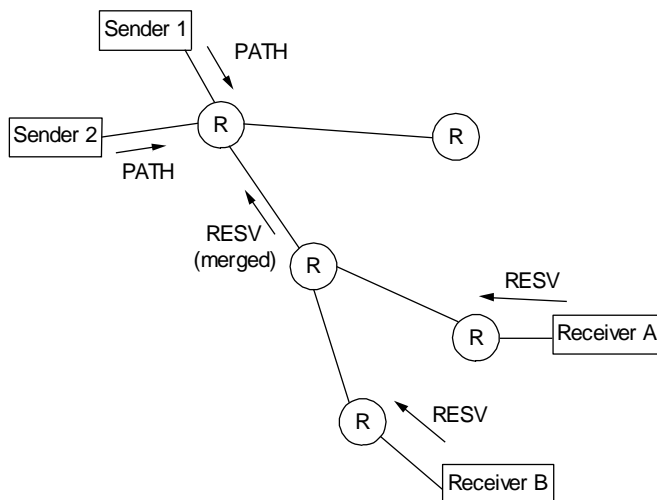 Sender 1
PATH
R
R
Sender 2
PATH
RESV
(merged)
R
RESV
R
Receiver A
R
RESV
Receiver B